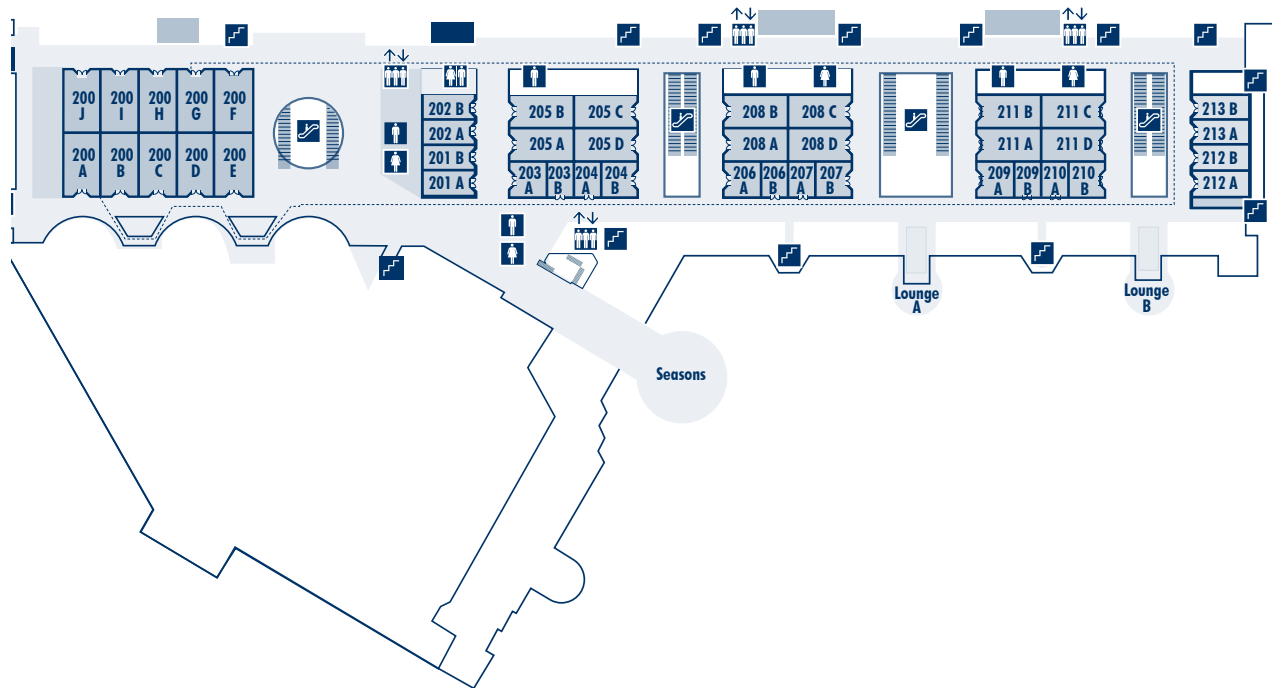 200 J
200 I
200 H
200 G
200 F
200 A
200 B
200 C
200 D
200 E
202 B
202 A
201 B
201 A
205 B
205 C
205 A
205 D
203 A
203 B
204 A
204 B
208 B
208 C
208 A
208 D
206 A
206 B
207 A
207 B
211 B
211 C
211 A
211 D
209 A
209 B
210 A
210 B
213 B
213 A
212 B
212 A
Lounge
A
Lounge
B
Seasons